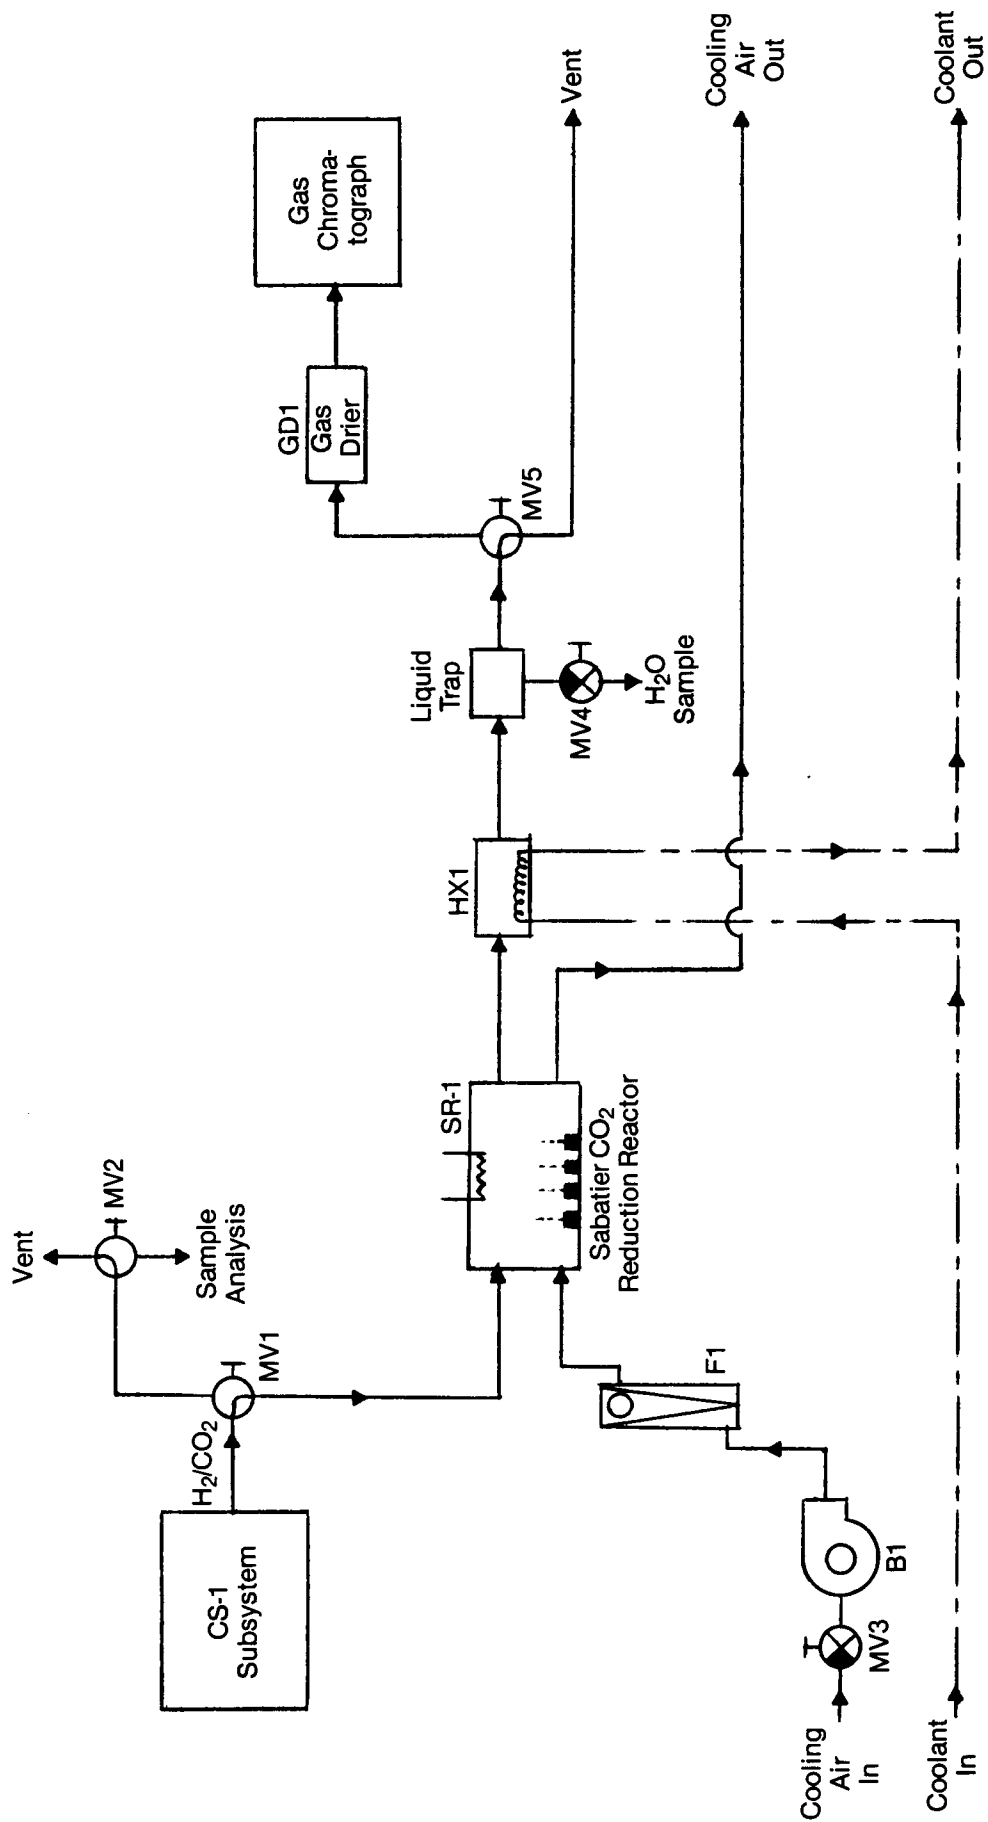 Vent
MV2
Sample
Analysis
CS-1
Subsystem
H2/CO2
MV1
SR-1
Sabatier CO2
Reduction Reactor
HX1
Liquid
Trap
MV4
H2O
Sample
MV5
GD1
Gas
Drier
Gas
Chroma-
tograph
Vent
Cooling
Air
In
MV3
B1
F1
Cooling
Air
Out
Coolant
In
Coolant
Out